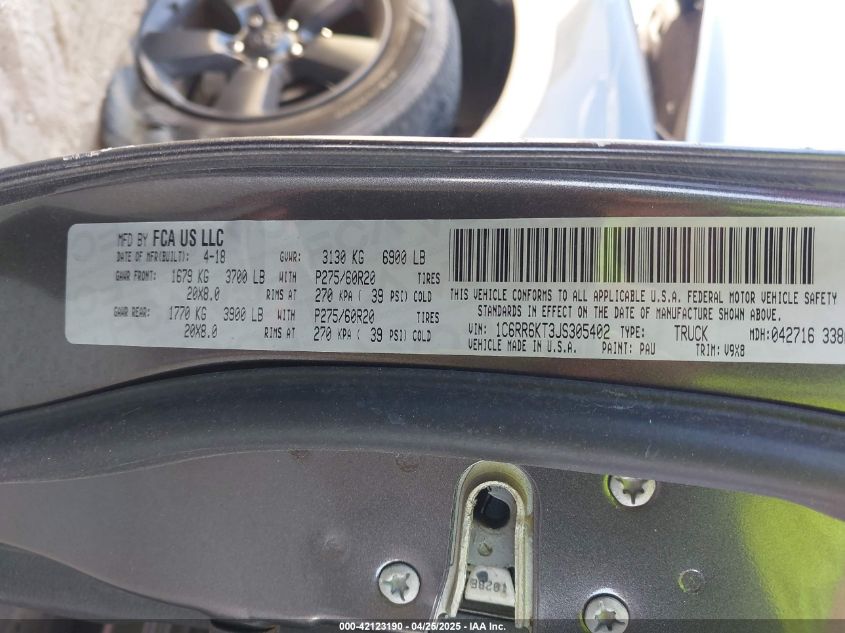 MFD BY FCA US LLC
DATE OF MFR(BUILT): 4-18 GVWR: 3130 KG 6900 LB
GAWR FRONT: 1679 KG 3700 LB WITH P275/60R20 TIRES
20X8.0 RIMS AT 270 KPA ( 39 PSI) COLD
GAWR REAR: 1770 KG 3900 LB WITH P275/60R20 TIRES
20X8.0 RIMS AT 270 KPA ( 39 PSI) COLD
THIS VEHICLE CONFORMS TO ALL APPLICABLE U.S.A. FEDERAL MOTOR VEHICLE SAFETY
STANDARDS IN EFFECT ON THE DATE OF MANUFACTURE SHOWN ABOVE.
VIN: 1C6RR6KT3JS305402 TYPE: TRUCK MDH: 042716 338
VEHICLE MADE IN U.S.A. PAINT: PAU TRIM: V9X8
000-42123190 - 04/25/2025 - IAA Inc.